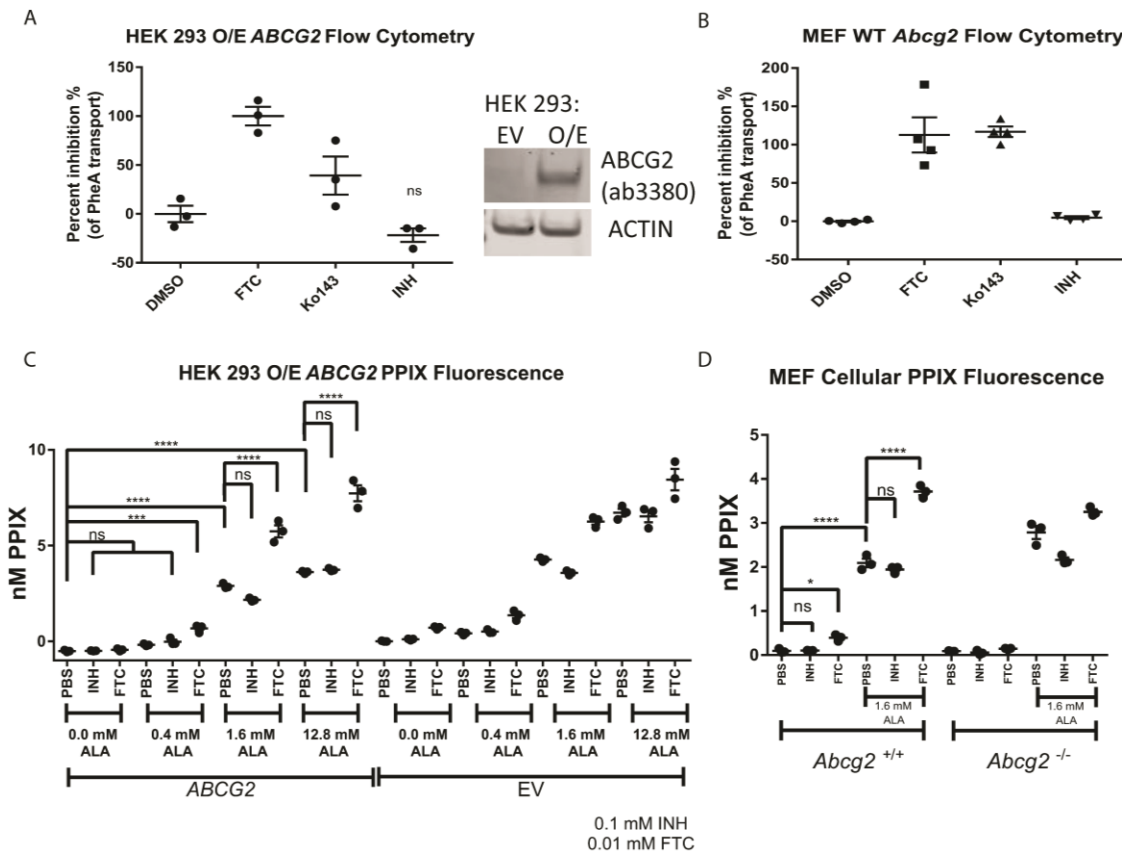 A
HEK 293 O/E ABCG2 Flow Cytometry
Percent inhibition %
(of PheA transport)
150
100
50
0
-50
ns
DMSO
FTC
Ko143
INH
HEK 293:
EV O/E
ABCG2
(ab3380)
ACTIN
B
MEF WT Abcg2 Flow Cytometry
Percent inhibition %
(of PheA transport)
200
150
100
50
0
-50
DMSO
FTC
Ko143
INH
C
HEK 293 O/E ABCG2 PPIX Fluorescence
nM PPIX
10
5
0
****
ns
****
****
ns
****
***
ns
PBS INH FTC PBS INH FTC PBS INH FTC PBS INH FTC PBS INH FTC PBS INH FTC PBS INH FTC PBS INH FTC
0.0 mM 0.4 mM 1.6 mM 12.8 mM 0.0 mM 0.4 mM 1.6 mM 12.8 mM
ALA ALA ALA ALA ALA ALA ALA ALA
ABCG2 EV
0.1 mM INH
0.01 mM FTC
D
MEF Cellular PPIX Fluorescence
nM PPIX
5
4
3
2
1
0
****
ns
****
*
ns
PBS INH FTC PBS INH FTC PBS INH FTC PBS INH FTC
1.6 mM 1.6 mM
ALA ALA
Abcg2 +/+ Abcg2 -/-